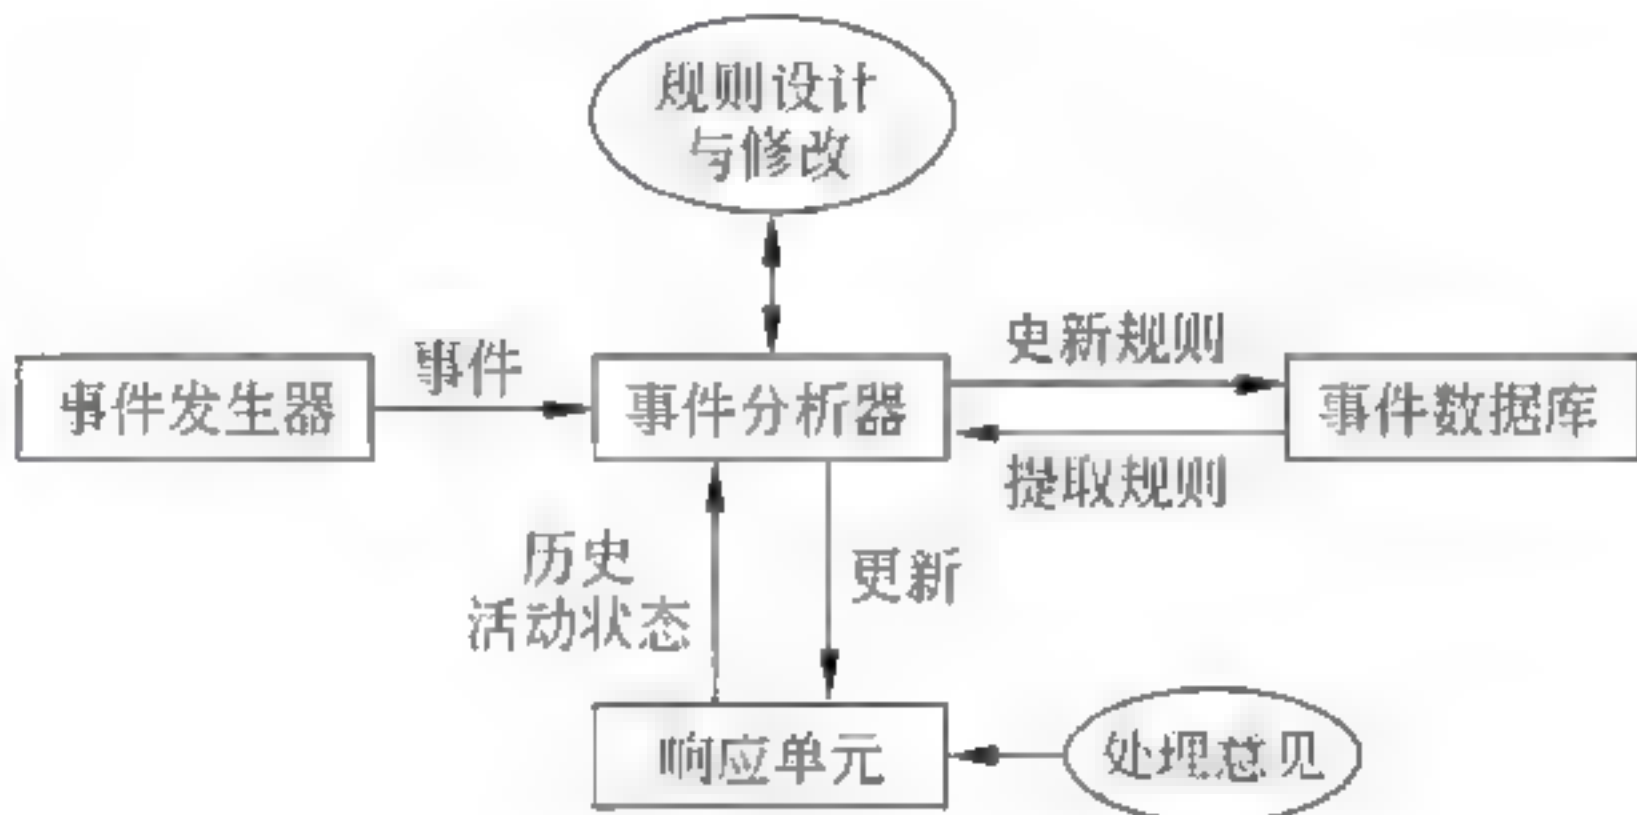 规则设计
与修改
事件发生器
事件
事件分析器
史新规则
提取规则
事件数据库
历史
活动状态
更新
响应单元
处理意见